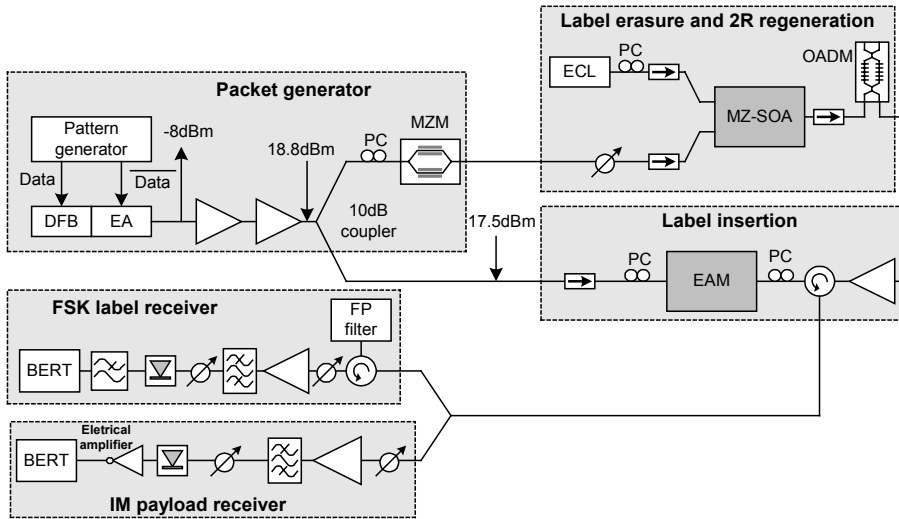 Label erasure and 2R regeneration
OADM
PC
ECL
MZ-SOA
Packet generator
MZM
PC
Pattern
generator
-8dBm
18.8dBm
Data
Data
DFB
EA
10dB
coupler
17.5dBm
Label insertion
PC
EAM
PC
FSK label receiver
FP
filter
BERT
Eletrical
amplifier
BERT
IM payload receiver